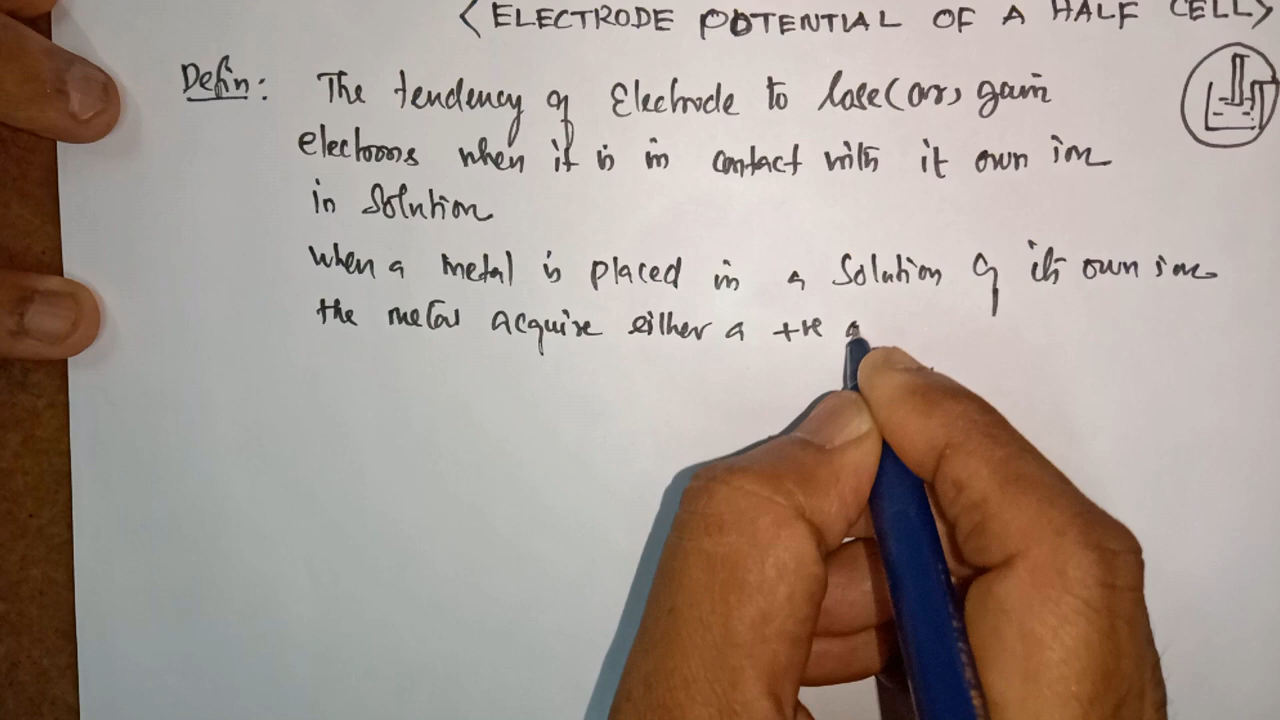 <ELECTRODE POTENTIAL OF A HALF CELL>
Defin: The tendency of Electrode to lose (or) gain
electrons when it is in contact with it own ion
in Solution
when a metal is placed in a Solution of its own ion
the metal acquire either a +ve